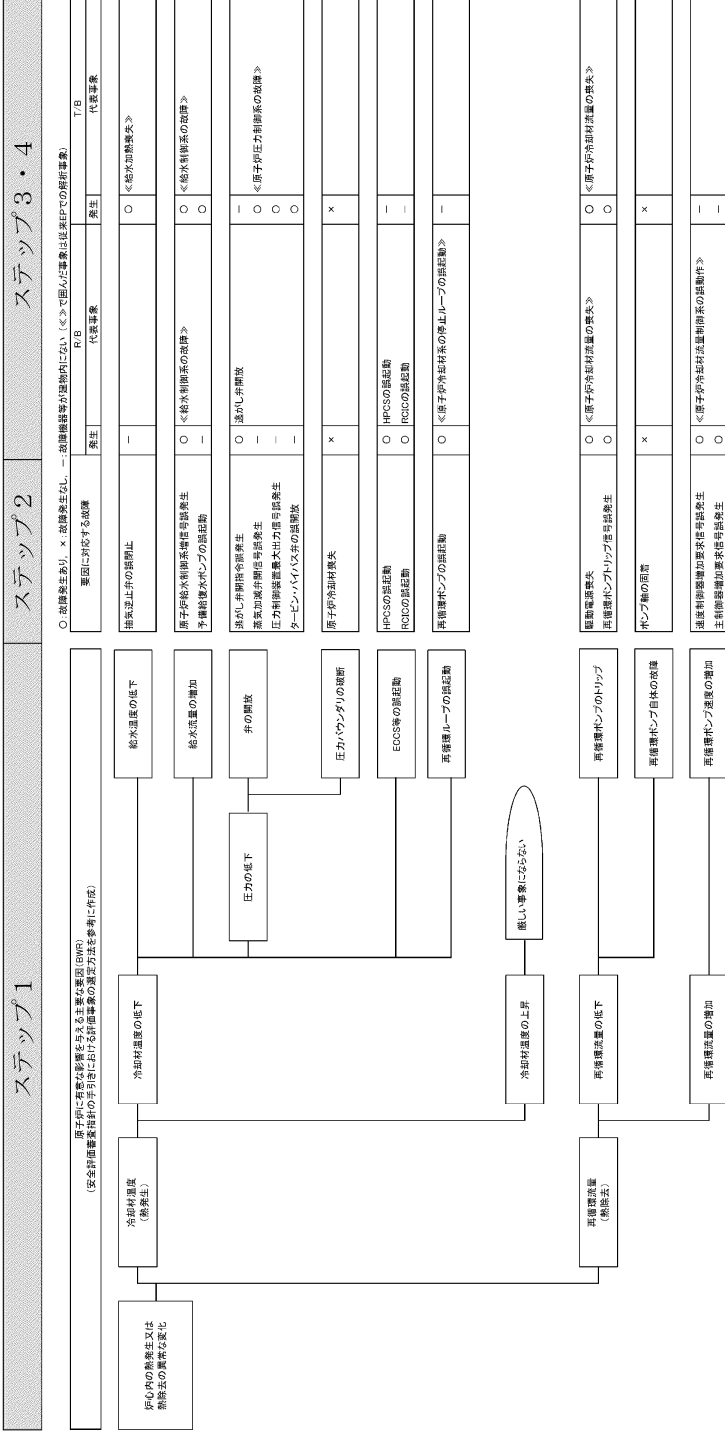 ステップ1
ステップ2
ステップ3・4
○:故障発生あり, ×:故障発生なし, －:故障機器等が建物内にない (≪≫で囲んだ事象は従来EPでの解析事象)
原子炉に有意な影響を与える主要な要因(BWR)
(安全評価審査指針の手引きにおける評価事象の選定方法を参考に作成)
要因に対応する故障
R/B
T/B
発生
代表事象
発生
代表事象
炉心内の熱発生又は
熱除去の異常な変化
冷却材温度
(熱発生)
冷却材温度の低下
給水温度の低下
抽気逆止弁の誤閉止
－
○
≪給水加熱喪失≫
給水流量の増加
原子炉給水制御系増信号誤発生
○
≪給水制御系の故障≫
○
≪給水制御系の故障≫
予備給復水ポンプの誤起動
－
○
圧力の低下
弁の開放
逃がし弁開指令誤発生
○
逃がし弁開放
－
蒸気加減弁開信号誤発生
－
○
≪原子炉圧力制御系の故障≫
圧力制御装置最大出力信号誤発生
－
○
タービン・バイパス弁の誤開放
－
○
圧力バウンダリの破断
原子炉冷却材喪失
×
×
ECCS等の誤起動
HPCSの誤起動
○
HPCSの誤起動
－
RCICの誤起動
○
RCICの誤起動
－
再循環ループの誤起動
再循環ポンプの誤起動
○
≪原子炉冷却材系の停止ループの誤起動≫
－
冷却材温度の上昇
厳しい事象にならない
再循環流量
(熱除去)
再循環流量の低下
再循環ポンプのトリップ
駆動電源喪失
○
≪原子炉冷却材流量の喪失≫
○
≪原子炉冷却材流量の喪失≫
再循環ポンプトリップ信号誤発生
○
○
再循環ポンプ自体の故障
ポンプ軸の固着
×
×
再循環流量の増加
再循環ポンプ速度の増加
速度制御器増加要求信号誤発生
○
≪原子炉冷却材流量制御系の誤動作≫
－
主制御器増加要求信号誤発生
○
－